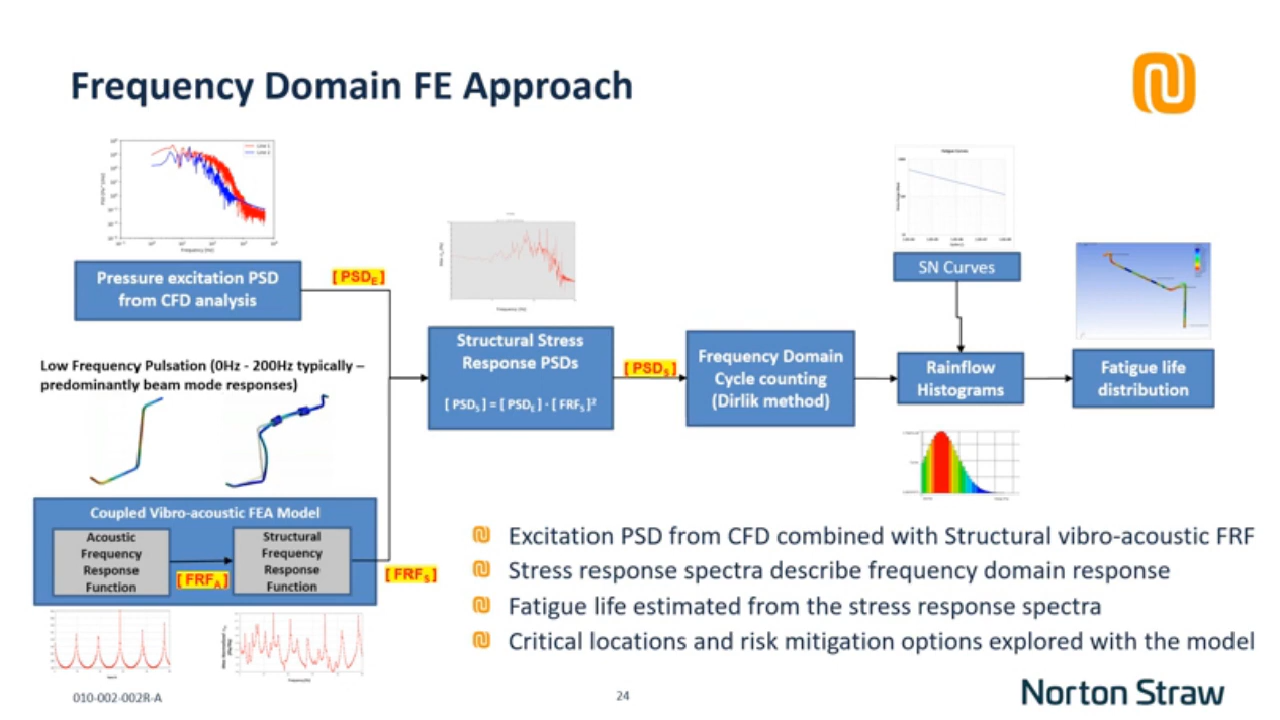 Frequency Domain FE Approach
Pressure excitation PSD
from CFD analysis
[ PSDE]
Low Frequency Pulsation (0Hz - 200Hz typically –
predominantly beam mode responses)
Coupled Vibro-acoustic FEA Model
Acoustic
Frequency
Response
Function
[ FRFA]
Structural
Frequency
Response
Function
[ FRFS]
Structural Stress
Response PSDs
[ PSDS] = [ PSDE] · [ FRFS]²
[ PSDS]
Frequency Domain
Cycle counting
(Dirlik method)
SN Curves
Rainflow
Histograms
Fatigue life
distribution
Excitation PSD from CFD combined with Structural vibro-acoustic FRF
Stress response spectra describe frequency domain response
Fatigue life estimated from the stress response spectra
Critical locations and risk mitigation options explored with the model
010-002-002R-A
24
Norton Straw